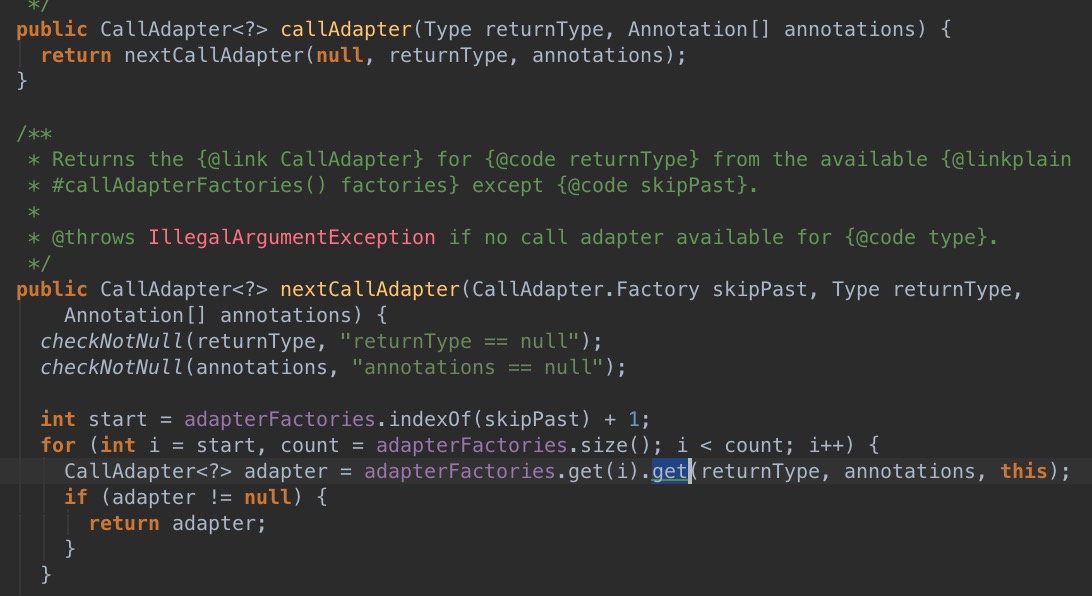 */
public CallAdapter<?> callAdapter(Type returnType, Annotation[] annotations) {
return nextCallAdapter(null, returnType, annotations);
}
/**
* Returns the {@link CallAdapter} for {@code returnType} from the available {@linkplain
* #callAdapterFactories() factories} except {@code skipPast}.
*
* @throws IllegalArgumentException if no call adapter available for {@code type}.
*/
public CallAdapter<?> nextCallAdapter(CallAdapter.Factory skipPast, Type returnType,
Annotation[] annotations) {
checkNotNull(returnType, "returnType == null");
checkNotNull(annotations, "annotations == null");
int start = adapterFactories.indexOf(skipPast) + 1;
for (int i = start, count = adapterFactories.size(); i < count; i++) {
CallAdapter<?> adapter = adapterFactories.get(i).get(returnType, annotations, this);
if (adapter != null) {
return adapter;
}
}